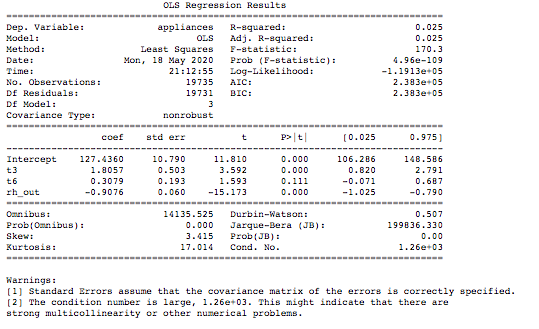 OLS Regression Results
==============================================================================
Dep. Variable: appliances R-squared: 0.025
Model: OLS Adj. R-squared: 0.025
Method: Least Squares F-statistic: 170.3
Date: Mon, 18 May 2020 Prob (F-statistic): 4.96e-109
Time: 21:12:55 Log-Likelihood: -1.1913e+05
No. Observations: 19735 AIC: 2.383e+05
Df Residuals: 19731 BIC: 2.383e+05
Df Model: 3
Covariance Type: nonrobust
==============================================================================
coef std err t P>|t| [0.025 0.975]
------------------------------------------------------------------------------
Intercept 127.4360 10.790 11.810 0.000 106.286 148.586
t3 1.8057 0.503 3.592 0.000 0.820 2.791
t6 0.3079 0.193 1.593 0.111 -0.071 0.687
rh_out -0.9076 0.060 -15.173 0.000 -1.025 -0.790
==============================================================================
Omnibus: 14135.525 Durbin-Watson: 0.507
Prob(Omnibus): 0.000 Jarque-Bera (JB): 199836.330
Skew: 3.415 Prob(JB): 0.00
Kurtosis: 17.014 Cond. No. 1.26e+03
==============================================================================
Warnings:
[1] Standard Errors assume that the covariance matrix of the errors is correctly specified.
[2] The condition number is large, 1.26e+03. This might indicate that there are
strong multicollinearity or other numerical problems.